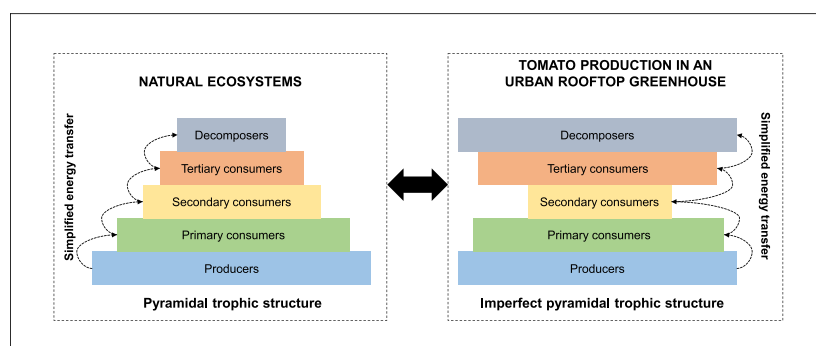 NATURAL ECOSYSTEMS
Simplified energy transfer
Decomposers
Tertiary consumers
Secondary consumers
Primary consumers
Producers
Pyramidal trophic structure
TOMATO PRODUCTION IN AN
URBAN ROOFTOP GREENHOUSE
Decomposers
Tertiary consumers
Secondary consumers
Primary consumers
Producers
Simplified energy transfer
Imperfect pyramidal trophic structure